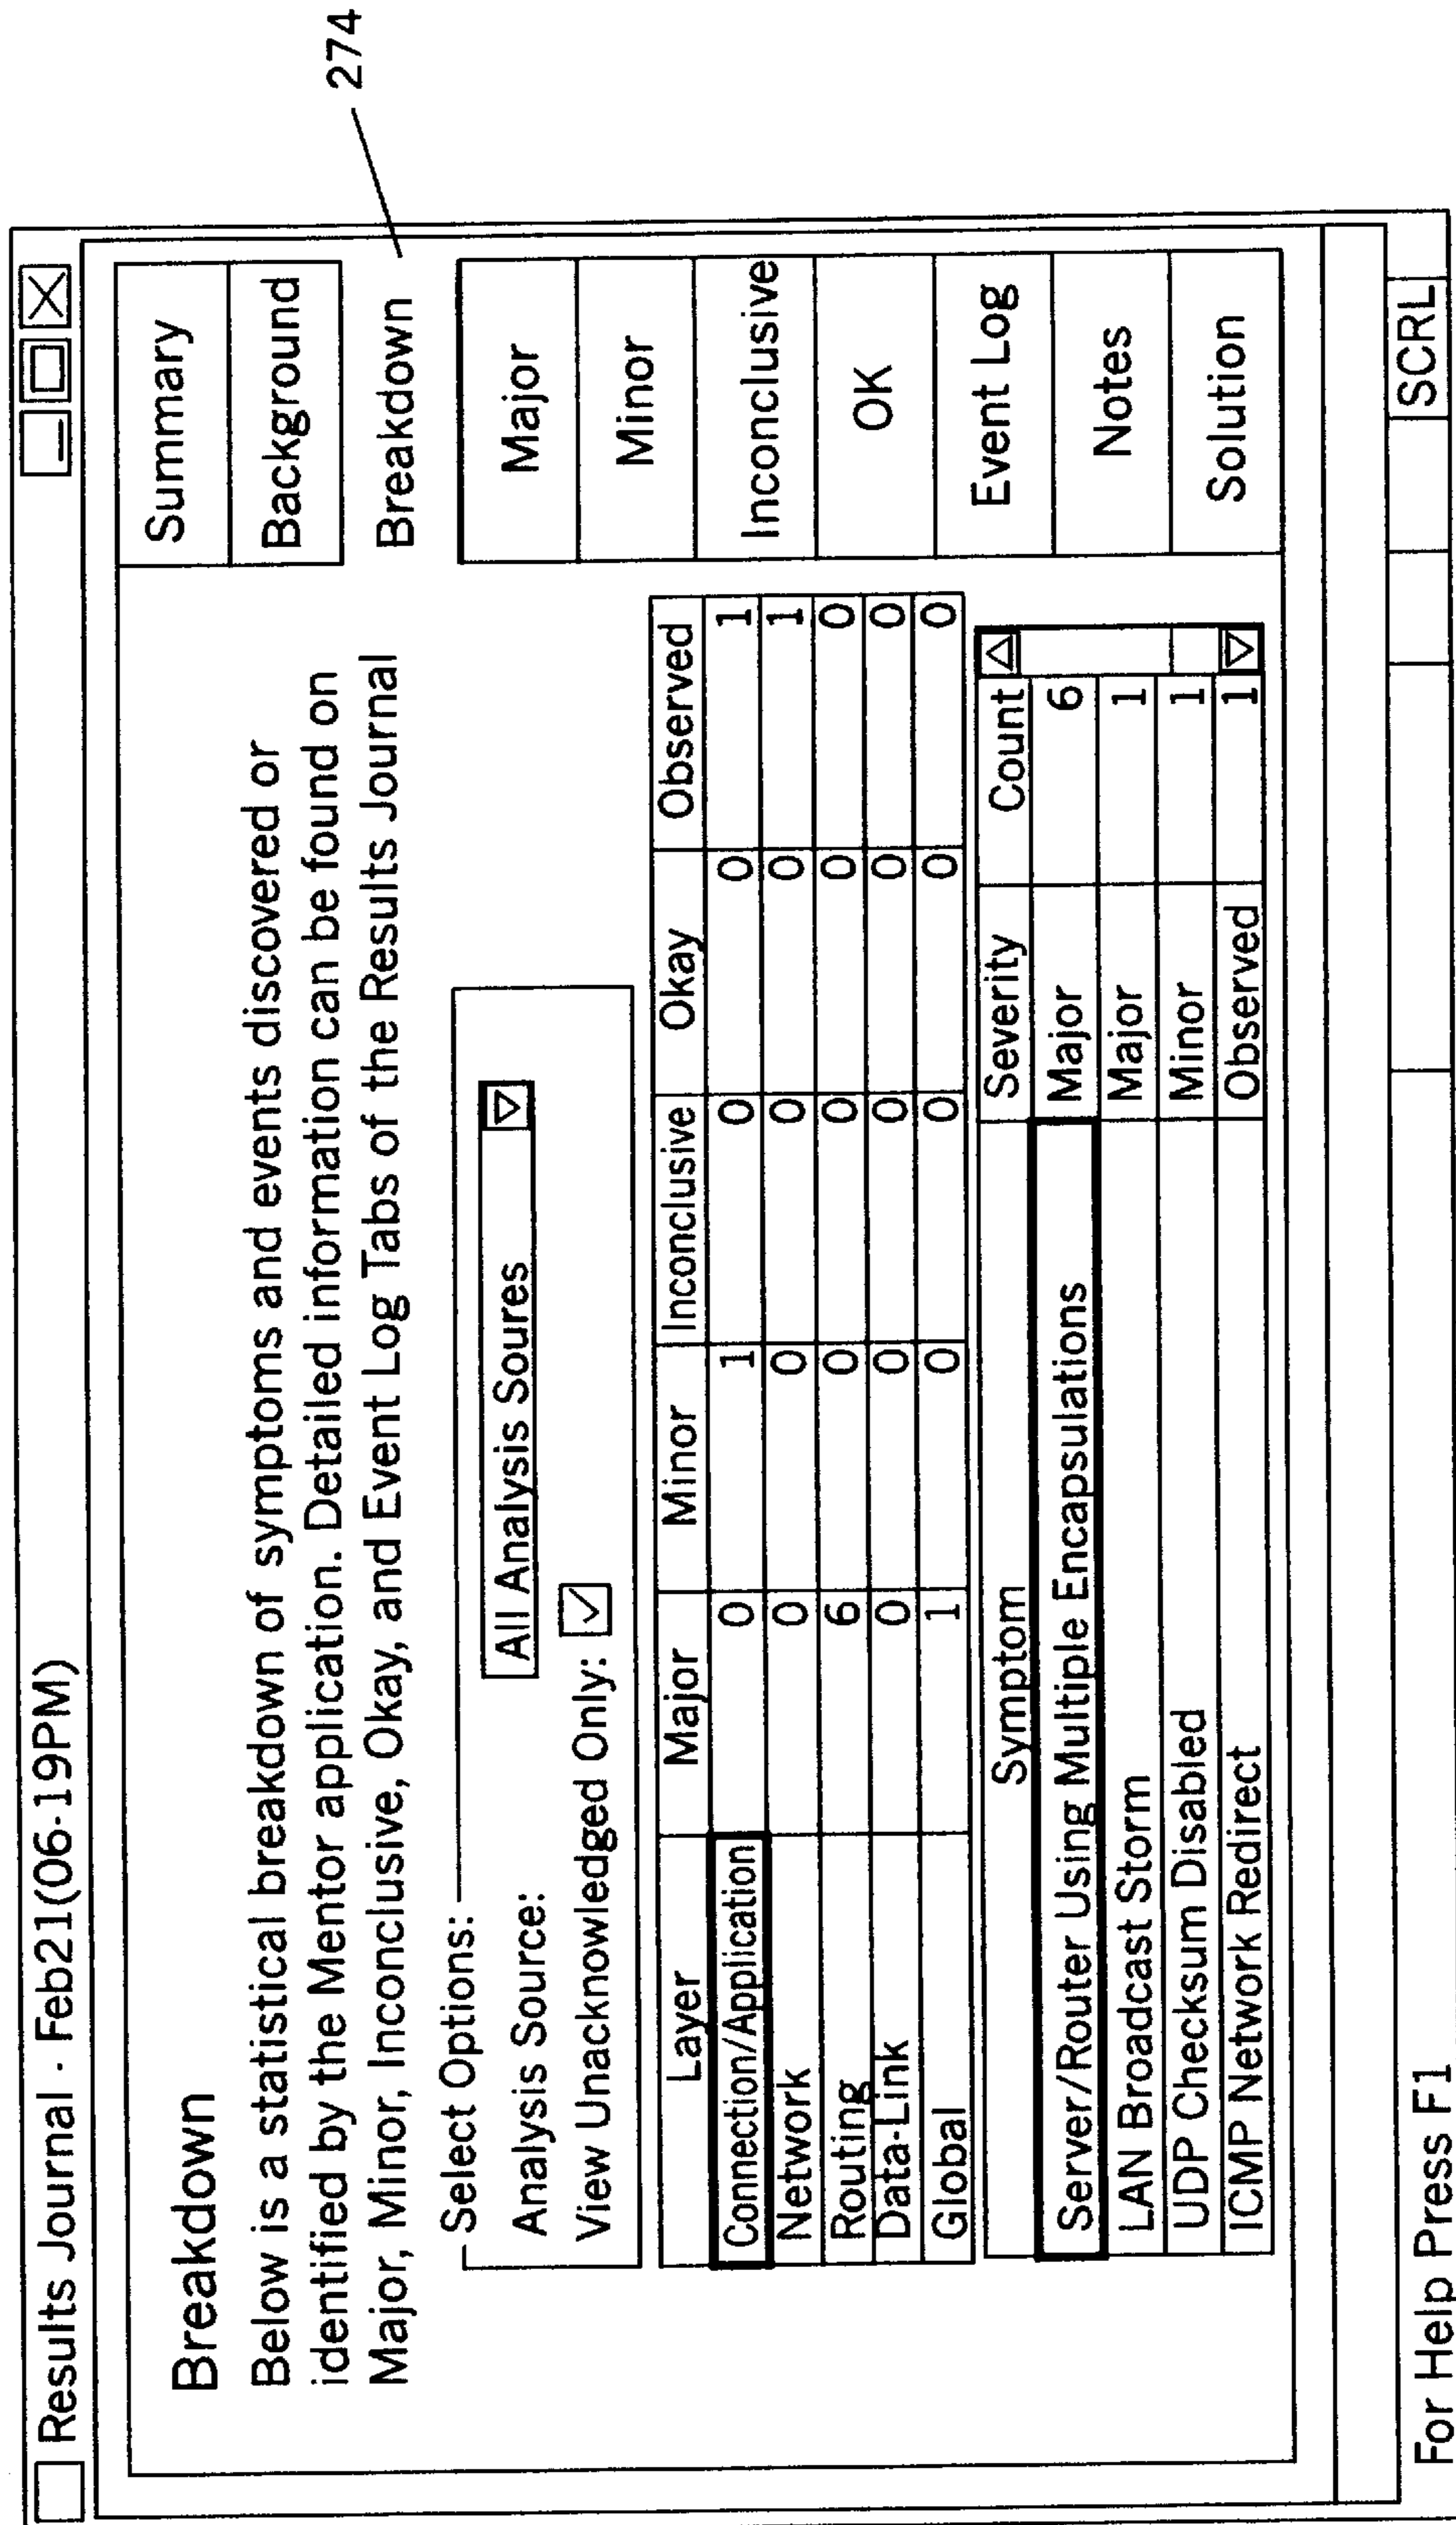 Results Journal · Feb21(06-19PM)
Breakdown
Below is a statistical breakdown of symptoms and events discovered or
identified by the Mentor application. Detailed information can be found on
Major, Minor, Inconclusive, Okay, and Event Log Tabs of the Results Journal
Select Options:
Analysis Source: All Analysis Soures
View Unacknowledged Only:
Layer Major Minor Inconclusive Okay Observed
Connection/Application 0 1 0 0 1
Network 0 0 0 0 1
Routing 6 0 0 0 0
Data-Link 0 0 0 0 0
Global 1 0 0 0 0
Symptom Severity Count
Server/Router Using Multiple Encapsulations Major 6
LAN Broadcast Storm Major 1
UDP Checksum Disabled Minor 1
ICMP Network Redirect Observed 1
Summary
Background
Breakdown
Major
Minor
Inconclusive
OK
Event Log
Notes
Solution
274
For Help Press F1
SCRL